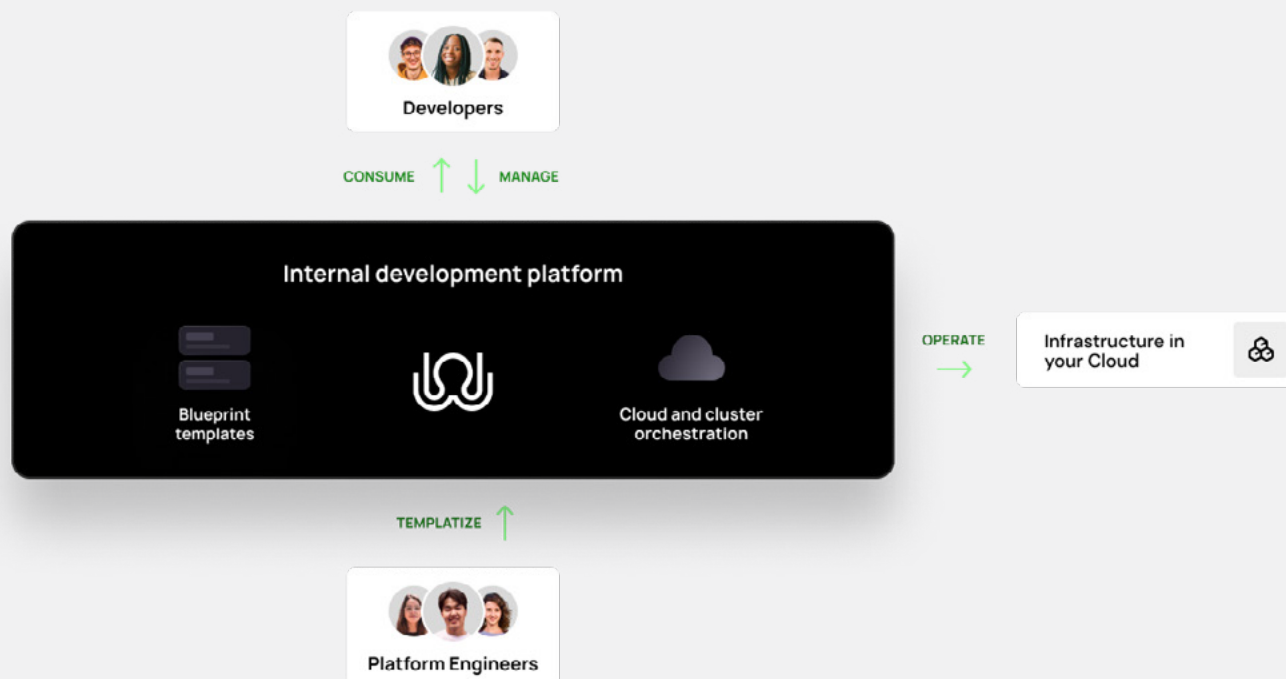 Developers
CONSUME
MANAGE
Internal development platform
Blueprint
templates
Cloud and cluster
orchestration
OPERATE
Infrastructure in
your Cloud
TEMPLATIZE
Platform Engineers